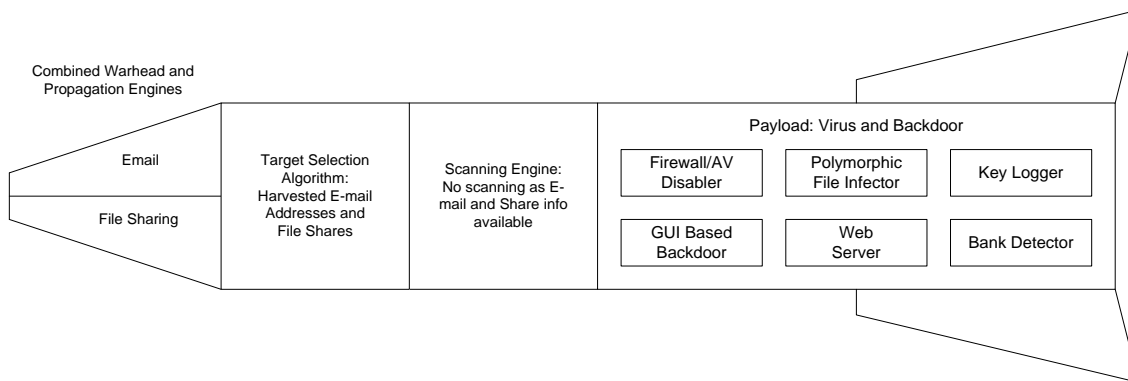 Combined Warhead and
Propagation Engines
Email
File Sharing
Target Selection
Algorithm:
Harvested E-mail
Addresses and
File Shares
Scanning Engine:
No scanning as E-
mail and Share info
available
Payload: Virus and Backdoor
Firewall/AV
Disabler
Polymorphic
File Infector
Key Logger
GUI Based
Backdoor
Web
Server
Bank Detector